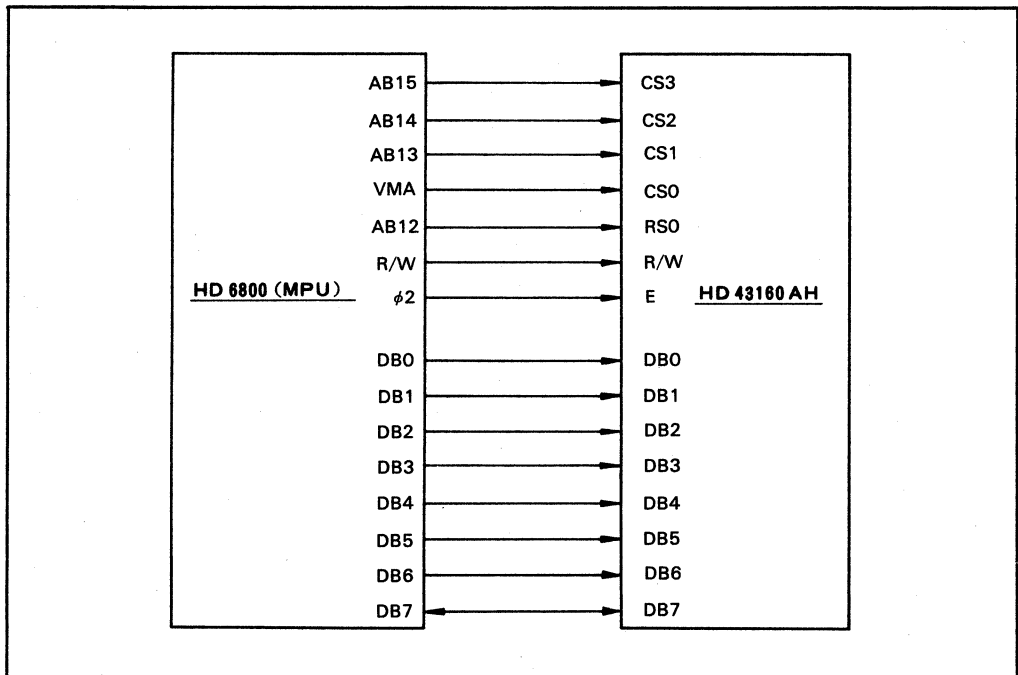 AB15 CS3
AB14 CS2
AB13 CS1
VMA CS0
AB12 RS0
R/W R/W
HD 6800 (MPU) φ2 E HD 43160 AH
DB0 DB0
DB1 DB1
DB2 DB2
DB3 DB3
DB4 DB4
DB5 DB5
DB6 DB6
DB7 DB7